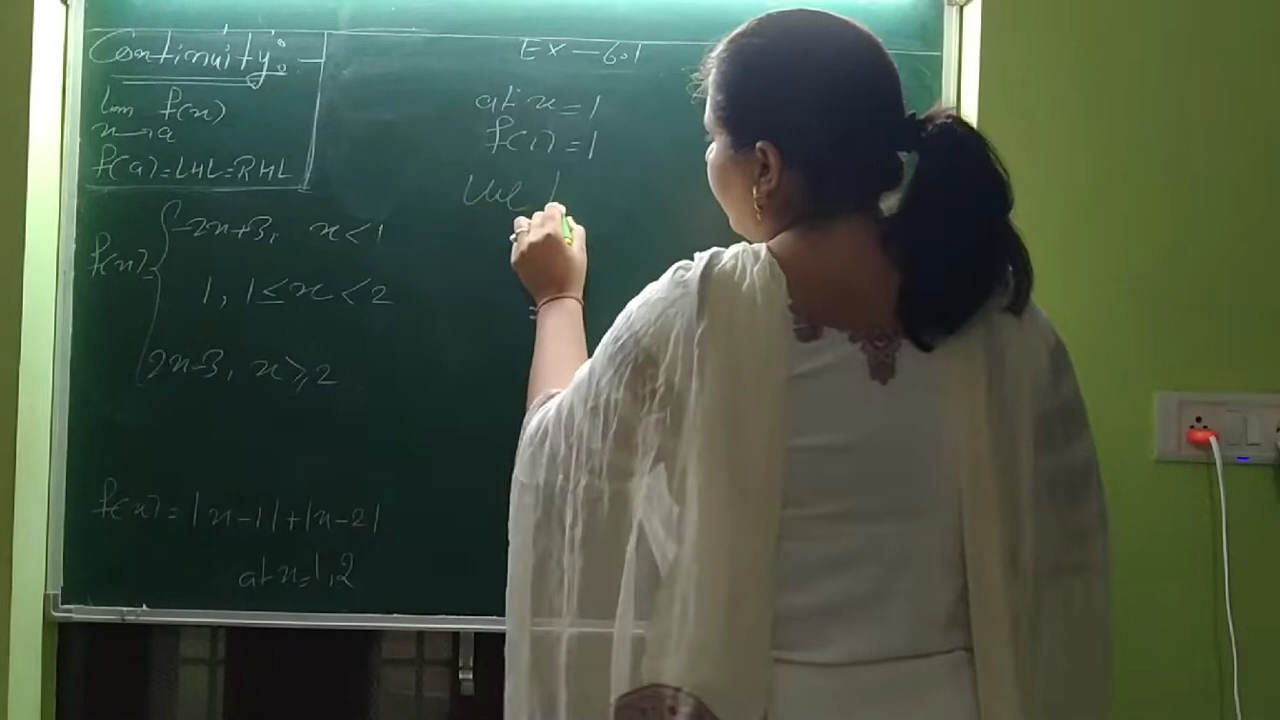 Continuity:-
lim f(x)
x→a
f(a)=LHL=RHL
f(x)= { -2x+3, x<1
1, 1≤x<2
2x-3, x≥2
f(x)=|x-1|+|x-2|
at x=1,2
Ex-6.1
at x=1
f(1)=1